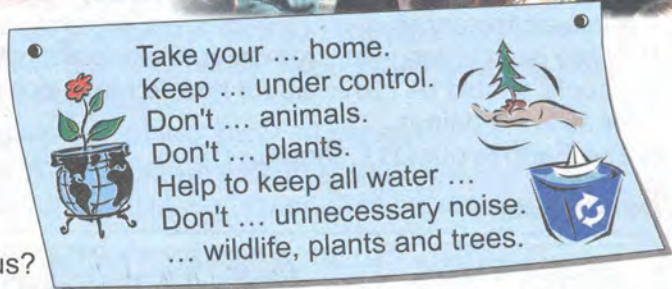 Take your ... home.
Keep ... under control.
Don't ... animals.
Don't ... plants.
Help to keep all water ...
Don't ... unnecessary noise.
... wildlife, plants and trees.
us?